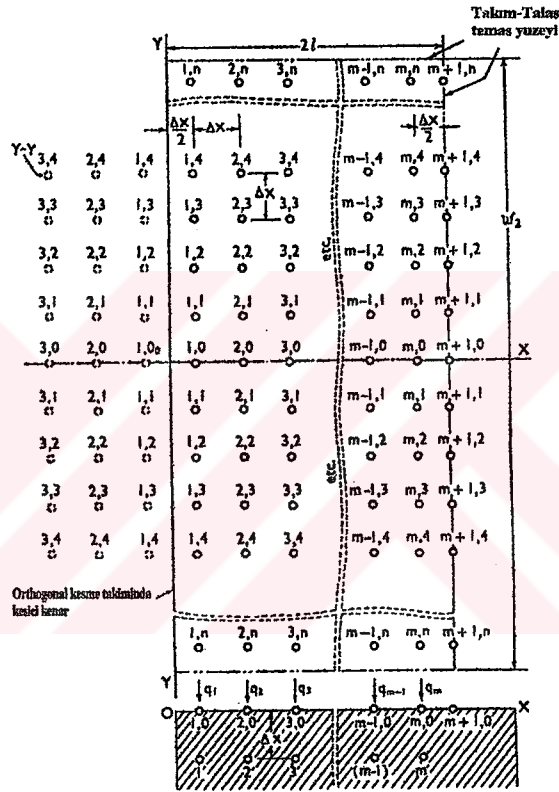 Takım-Talaş
temas yuzeyi
Y
2l
1,n 2,n 3,n m-1,n m,n m+1,n
Δx/2 Δx Δx/2
Y-Y
3,4 2,4 1,4 1,4 2,4 3,4 m-1,4 m,4 m+1,4
Δx
3,3 2,3 1,3 1,3 2,3 3,3 m-1,3 m,3 m+1,3
w₂
etc.
3,2 2,2 1,2 1,2 2,2 3,2 m-1,2 m,2 m+1,2
3,1 2,1 1,1 1,1 2,1 3,1 m-1,1 m,1 m+1,1
3,0 2,0 1,0 1,0 2,0 3,0 m-1,0 m,0 m+1,0 X
3,1 2,1 1,1 1,1 2,1 3,1 m-1,1 m,1 m+1,1
3,2 2,2 1,2 1,2 2,2 3,2 m-1,2 m,2 m+1,2
etc.
3,3 2,3 1,3 1,3 2,3 3,3 m-1,3 m,3 m+1,3
3,4 2,4 1,4 1,4 2,4 3,4 m-1,4 m,4 m+1,4
Orthogonal kesme takiminda
kesici kenar
1,n 2,n 3,n m-1,n m,n m+1,n
Y
q₁ q₂ q₃ qₘ₋₁ qₘ
O X
1,0 2,0 3,0 m-1,0 m,0 m+1,0
Δx
1' 2' 3' (m-1)' m'